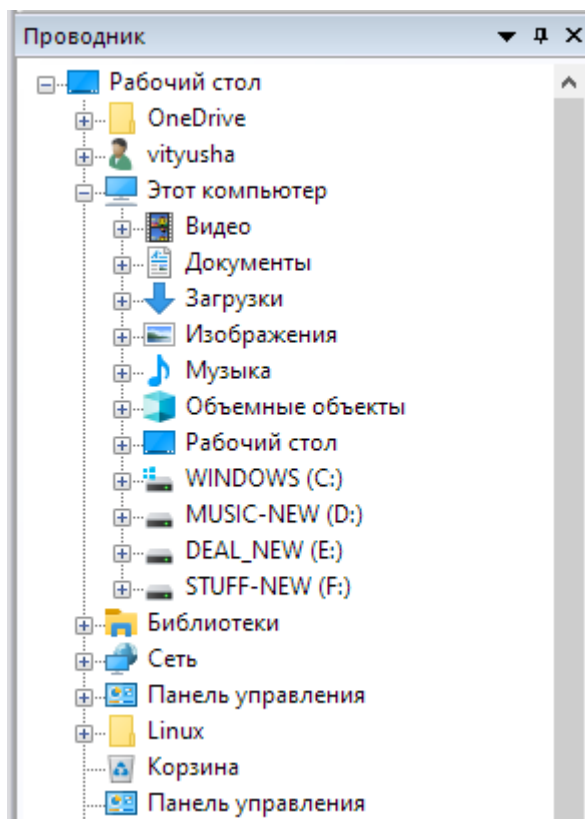 Проводник
Рабочий стол
OneDrive
vityusha
Этот компьютер
Видео
Документы
Загрузки
Изображения
Музыка
Объемные объекты
Рабочий стол
WINDOWS (C:)
MUSIC-NEW (D:)
DEAL_NEW (E:)
STUFF-NEW (F:)
Библиотеки
Сеть
Панель управления
Linux
Корзина
Панель управления